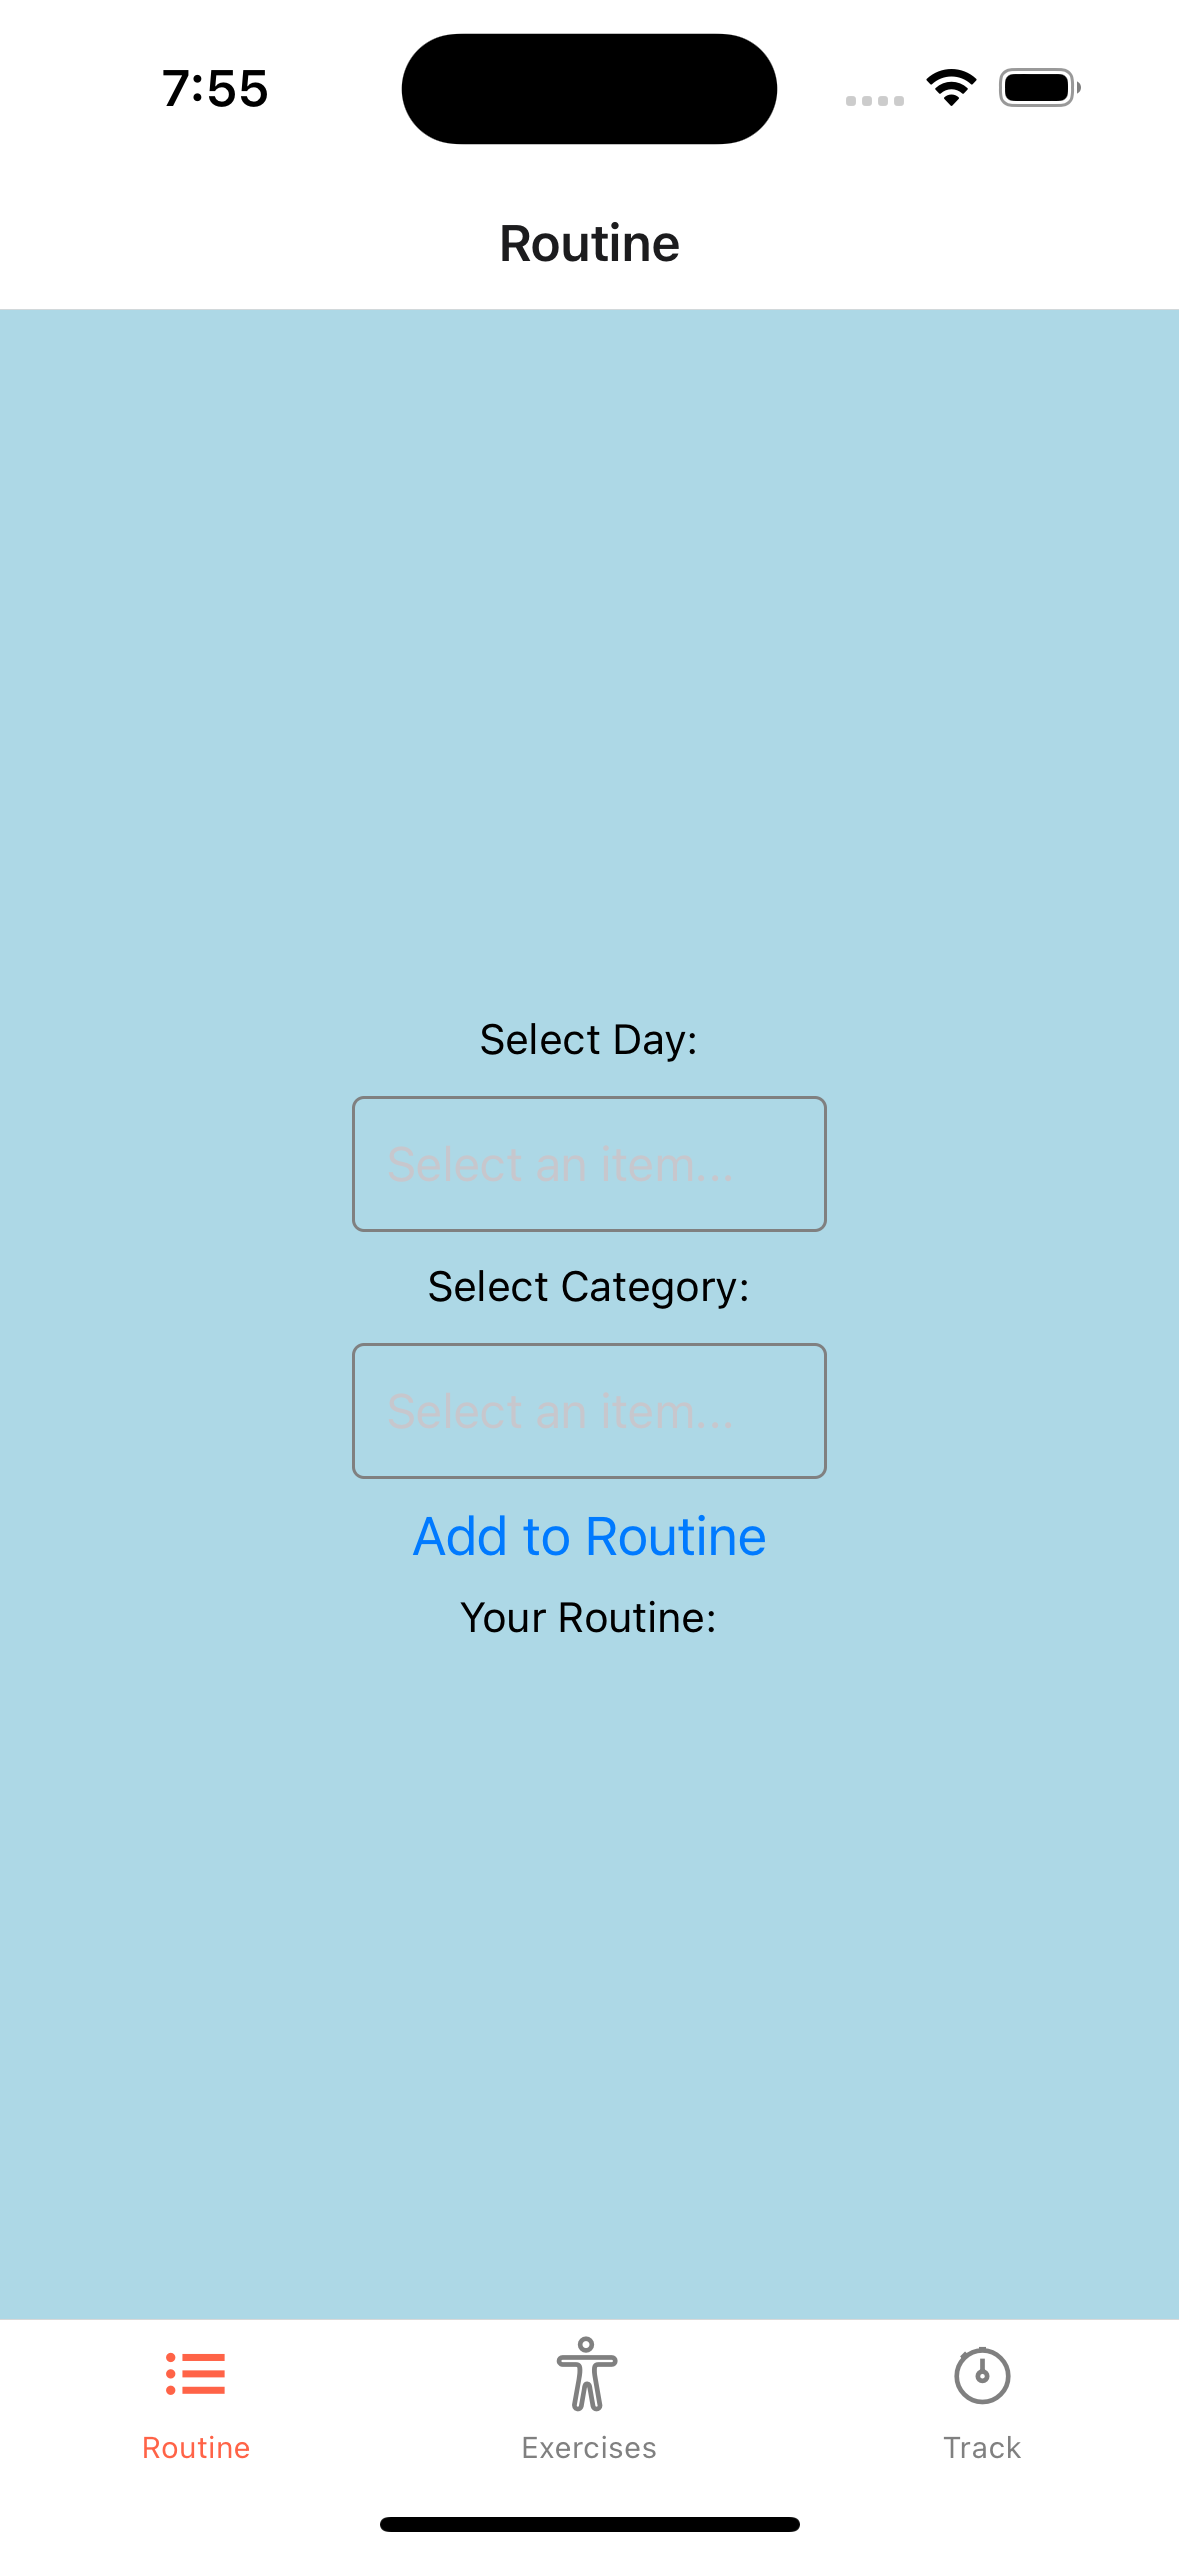 7:55
Routine
Select Day:
Select an item...
Select Category:
Select an item...
Add to Routine
Your Routine:
Routine
Exercises
Track